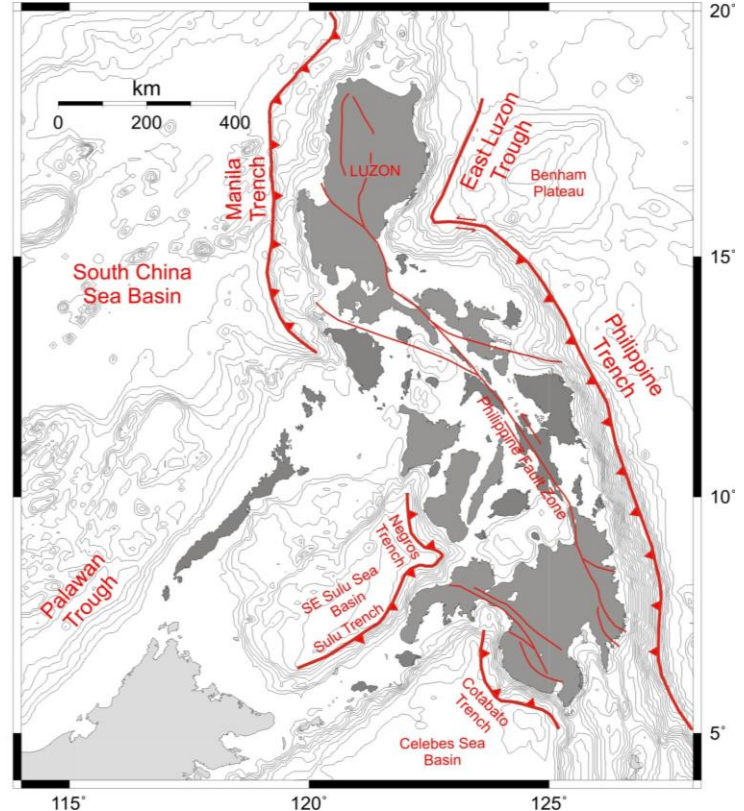 20°
km
0 200 400
Manila
Trench
LUZON
East Luzon
Trough
Benham
Plateau
15°
South China
Sea Basin
Philippine
Trench
Philippine Fault Zone
10°
Negros
Trench
Palawan
Trough
SE Sulu Sea
Basin
Sulu Trench
Cotabato
Trench
Celebes Sea
Basin
5°
115° 120° 125°